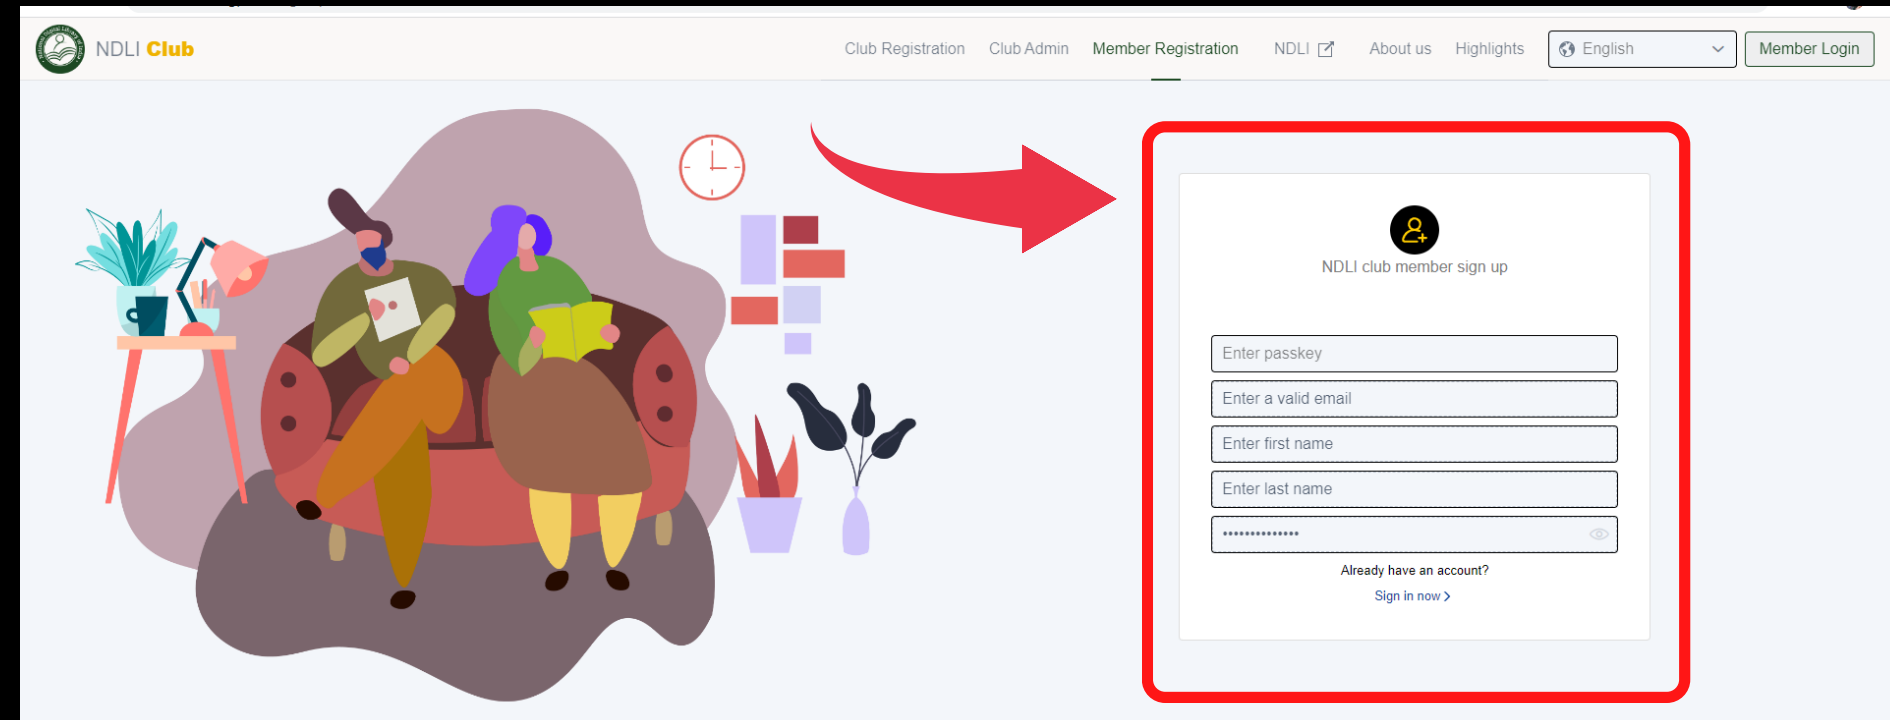 NDLI Club
Club Registration Club Admin Member Registration NDLI About us Highlights English Member Login
NDLI club member sign up
Enter passkey
Enter a valid email
Enter first name
Enter last name
••••••••••••••
Already have an account?
Sign in now >